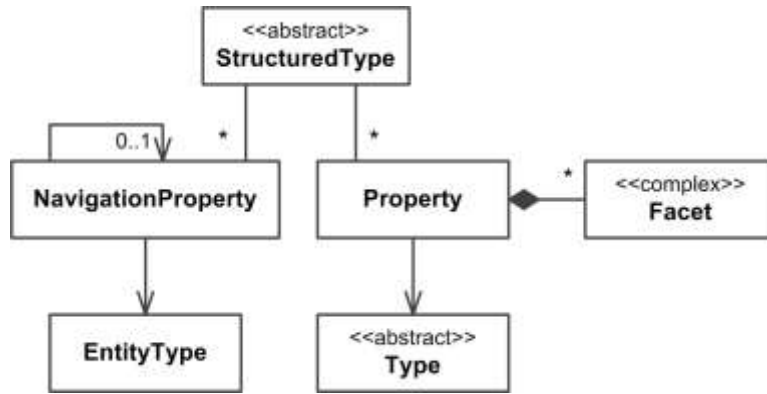 <<abstract>>
StructuredType
0..1
*
*
NavigationProperty
Property
*
<<complex>>
Facet
EntityType
<<abstract>>
Type